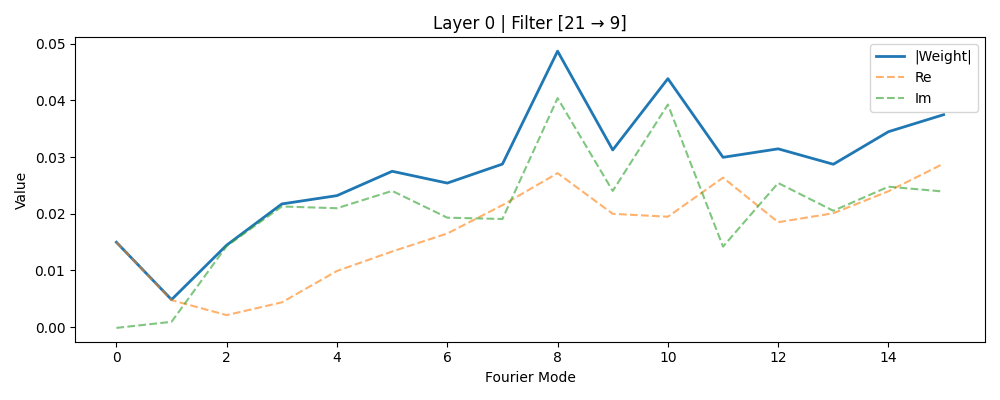 Layer 0 | Filter [21 → 9]
|Weight|
Re
Im
Value
0.05
0.04
0.03
0.02
0.01
0.00
0 2 4 6 8 10 12 14
Fourier Mode